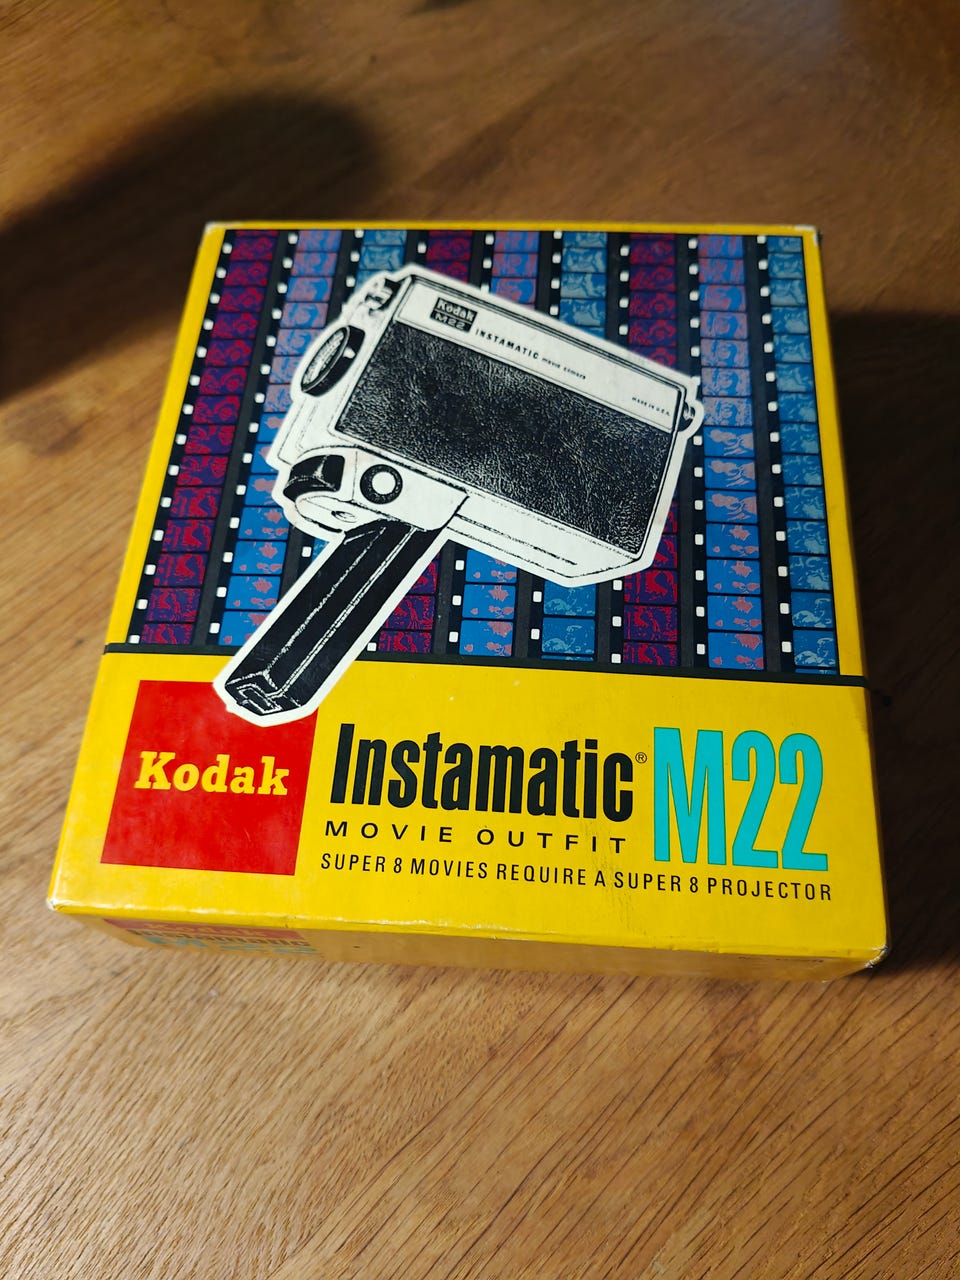 Kodak
M22
INSTAMATIC movie camera
MADE IN U.S.A.
Kodak
Instamatic®
M22
MOVIE OUTFIT
SUPER 8 MOVIES REQUIRE A SUPER 8 PROJECTOR